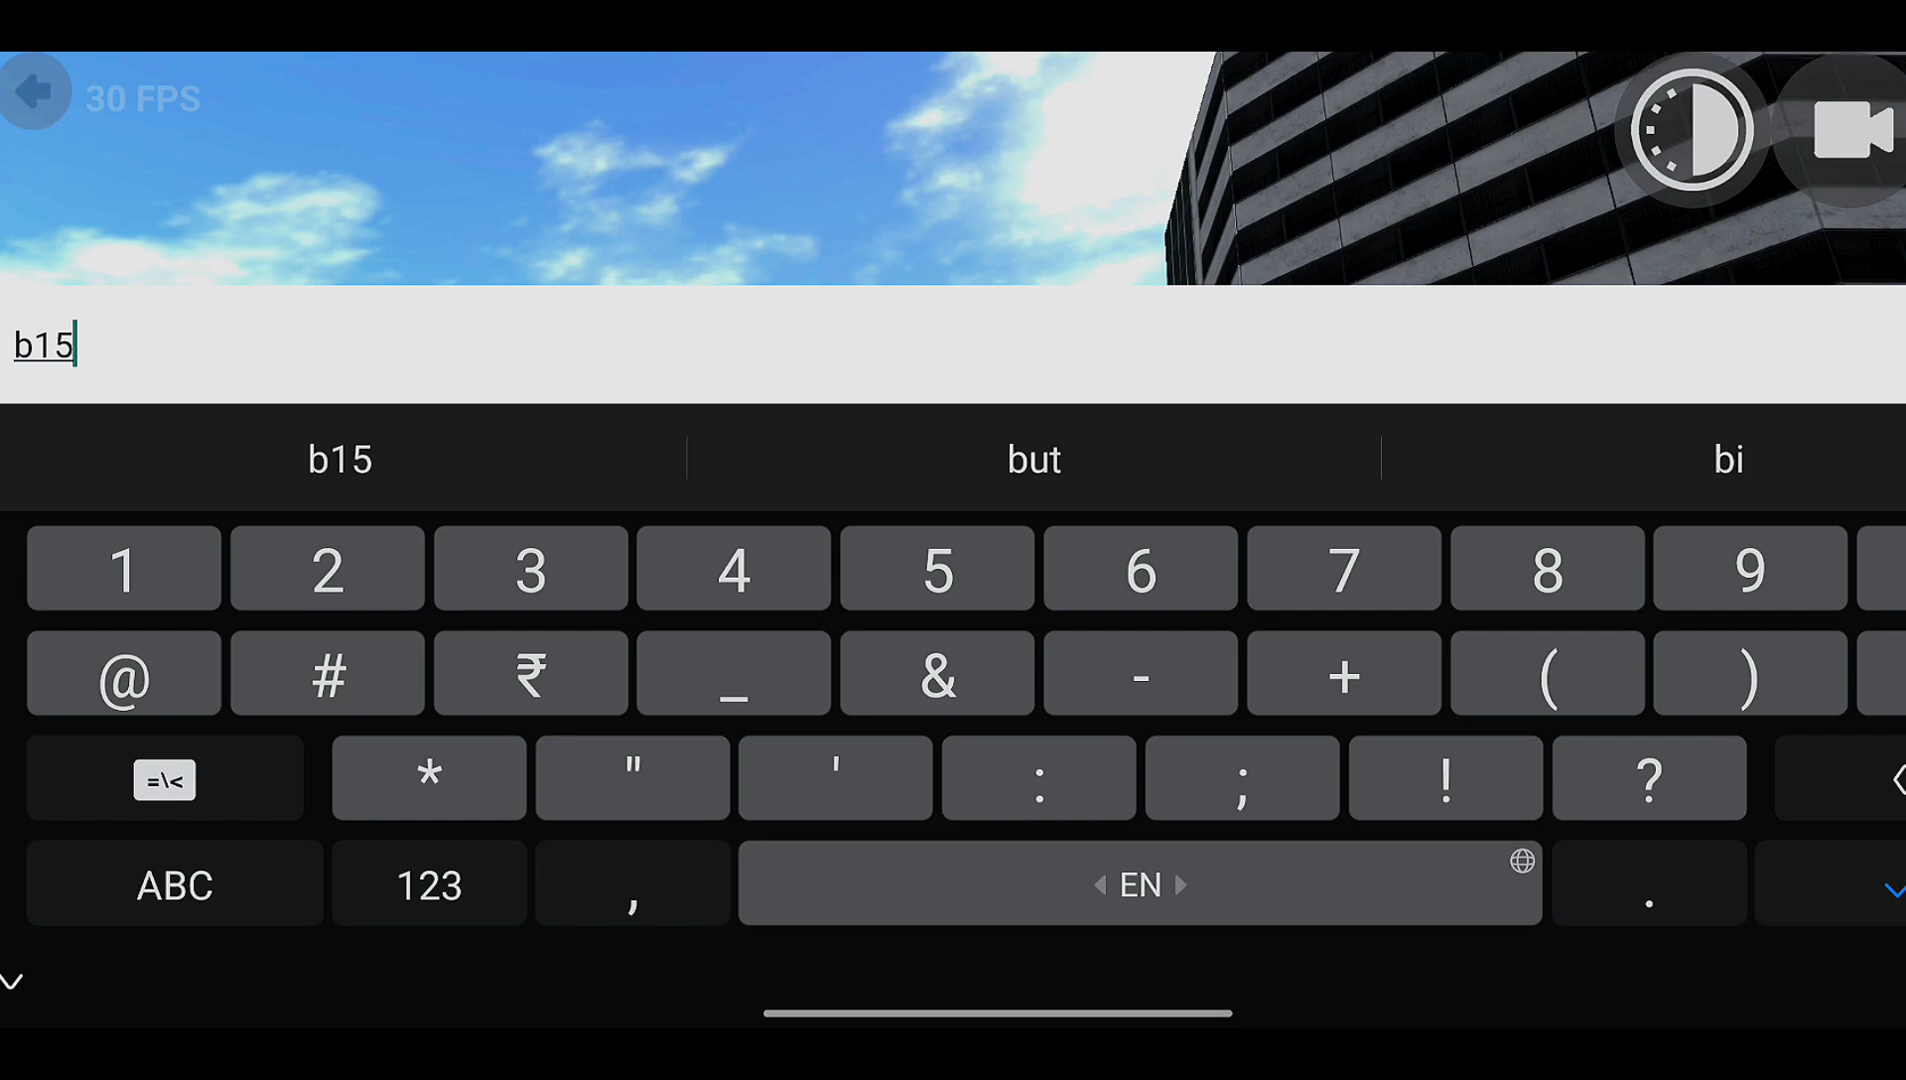 30 FPS
b15
b15 but bi
1 2 3 4 5 6 7 8 9
@ # ₹ _ & - + ( )
=\< * " ' : ; ! ?
ABC 123 , EN .